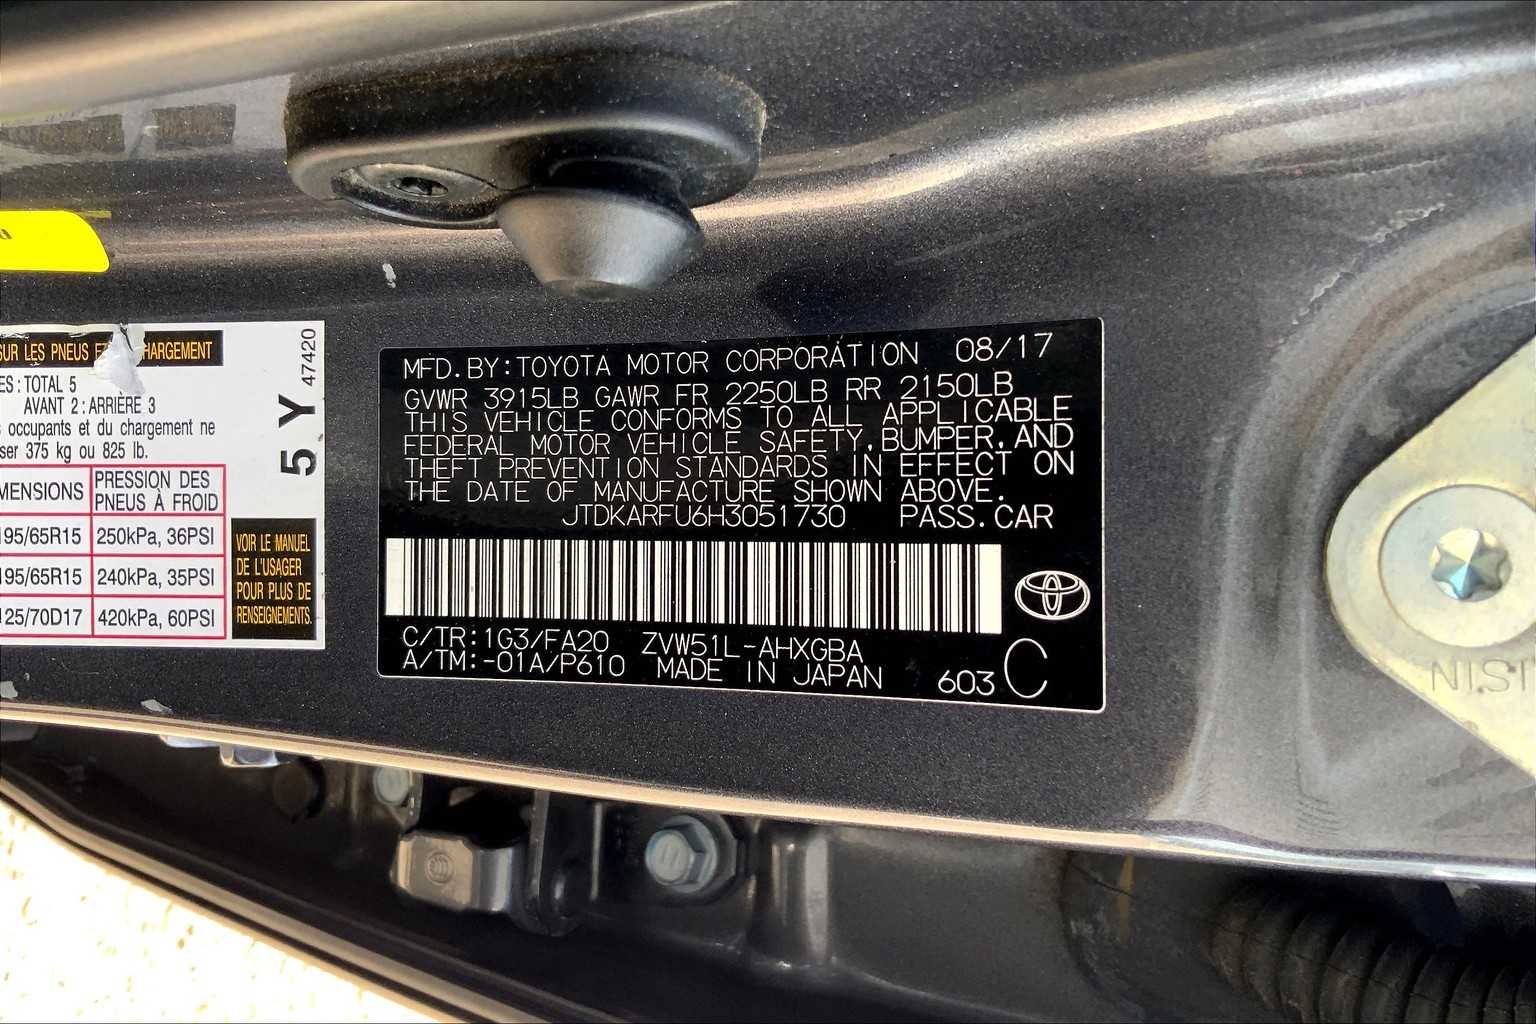 SUR LES PNEUS HARGEMENT
ES: TOTAL 5
AVANT 2: ARRIÈRE 3
occupants et du chargement ne
ser 375 kg ou 825 lb.
MENSIONS PRESSION DES PNEUS À FROID
195/65R15 250kPa, 36PSI
195/65R15 240kPa, 35PSI
125/70D17 420kPa, 60PSI
5 Y 47420
VOIR LE MANUEL
DE L'USAGER
POUR PLUS DE
RENSEIGNEMENTS.
MFD. BY: TOYOTA MOTOR CORPORATION 08/17
GVWR 3915LB GAWR FR 2250LB RR 2150LB
THIS VEHICLE CONFORMS TO ALL APPLICABLE
FEDERAL MOTOR VEHICLE SAFETY, BUMPER, AND
THEFT PREVENTION STANDARDS IN EFFECT ON
THE DATE OF MANUFACTURE SHOWN ABOVE.
JTDKARFU6H3051730 PASS. CAR
C/TR: 1G3/FA20 ZVW51L-AHXGBA
A/TM: -01A/P610 MADE IN JAPAN 603 C
NISI